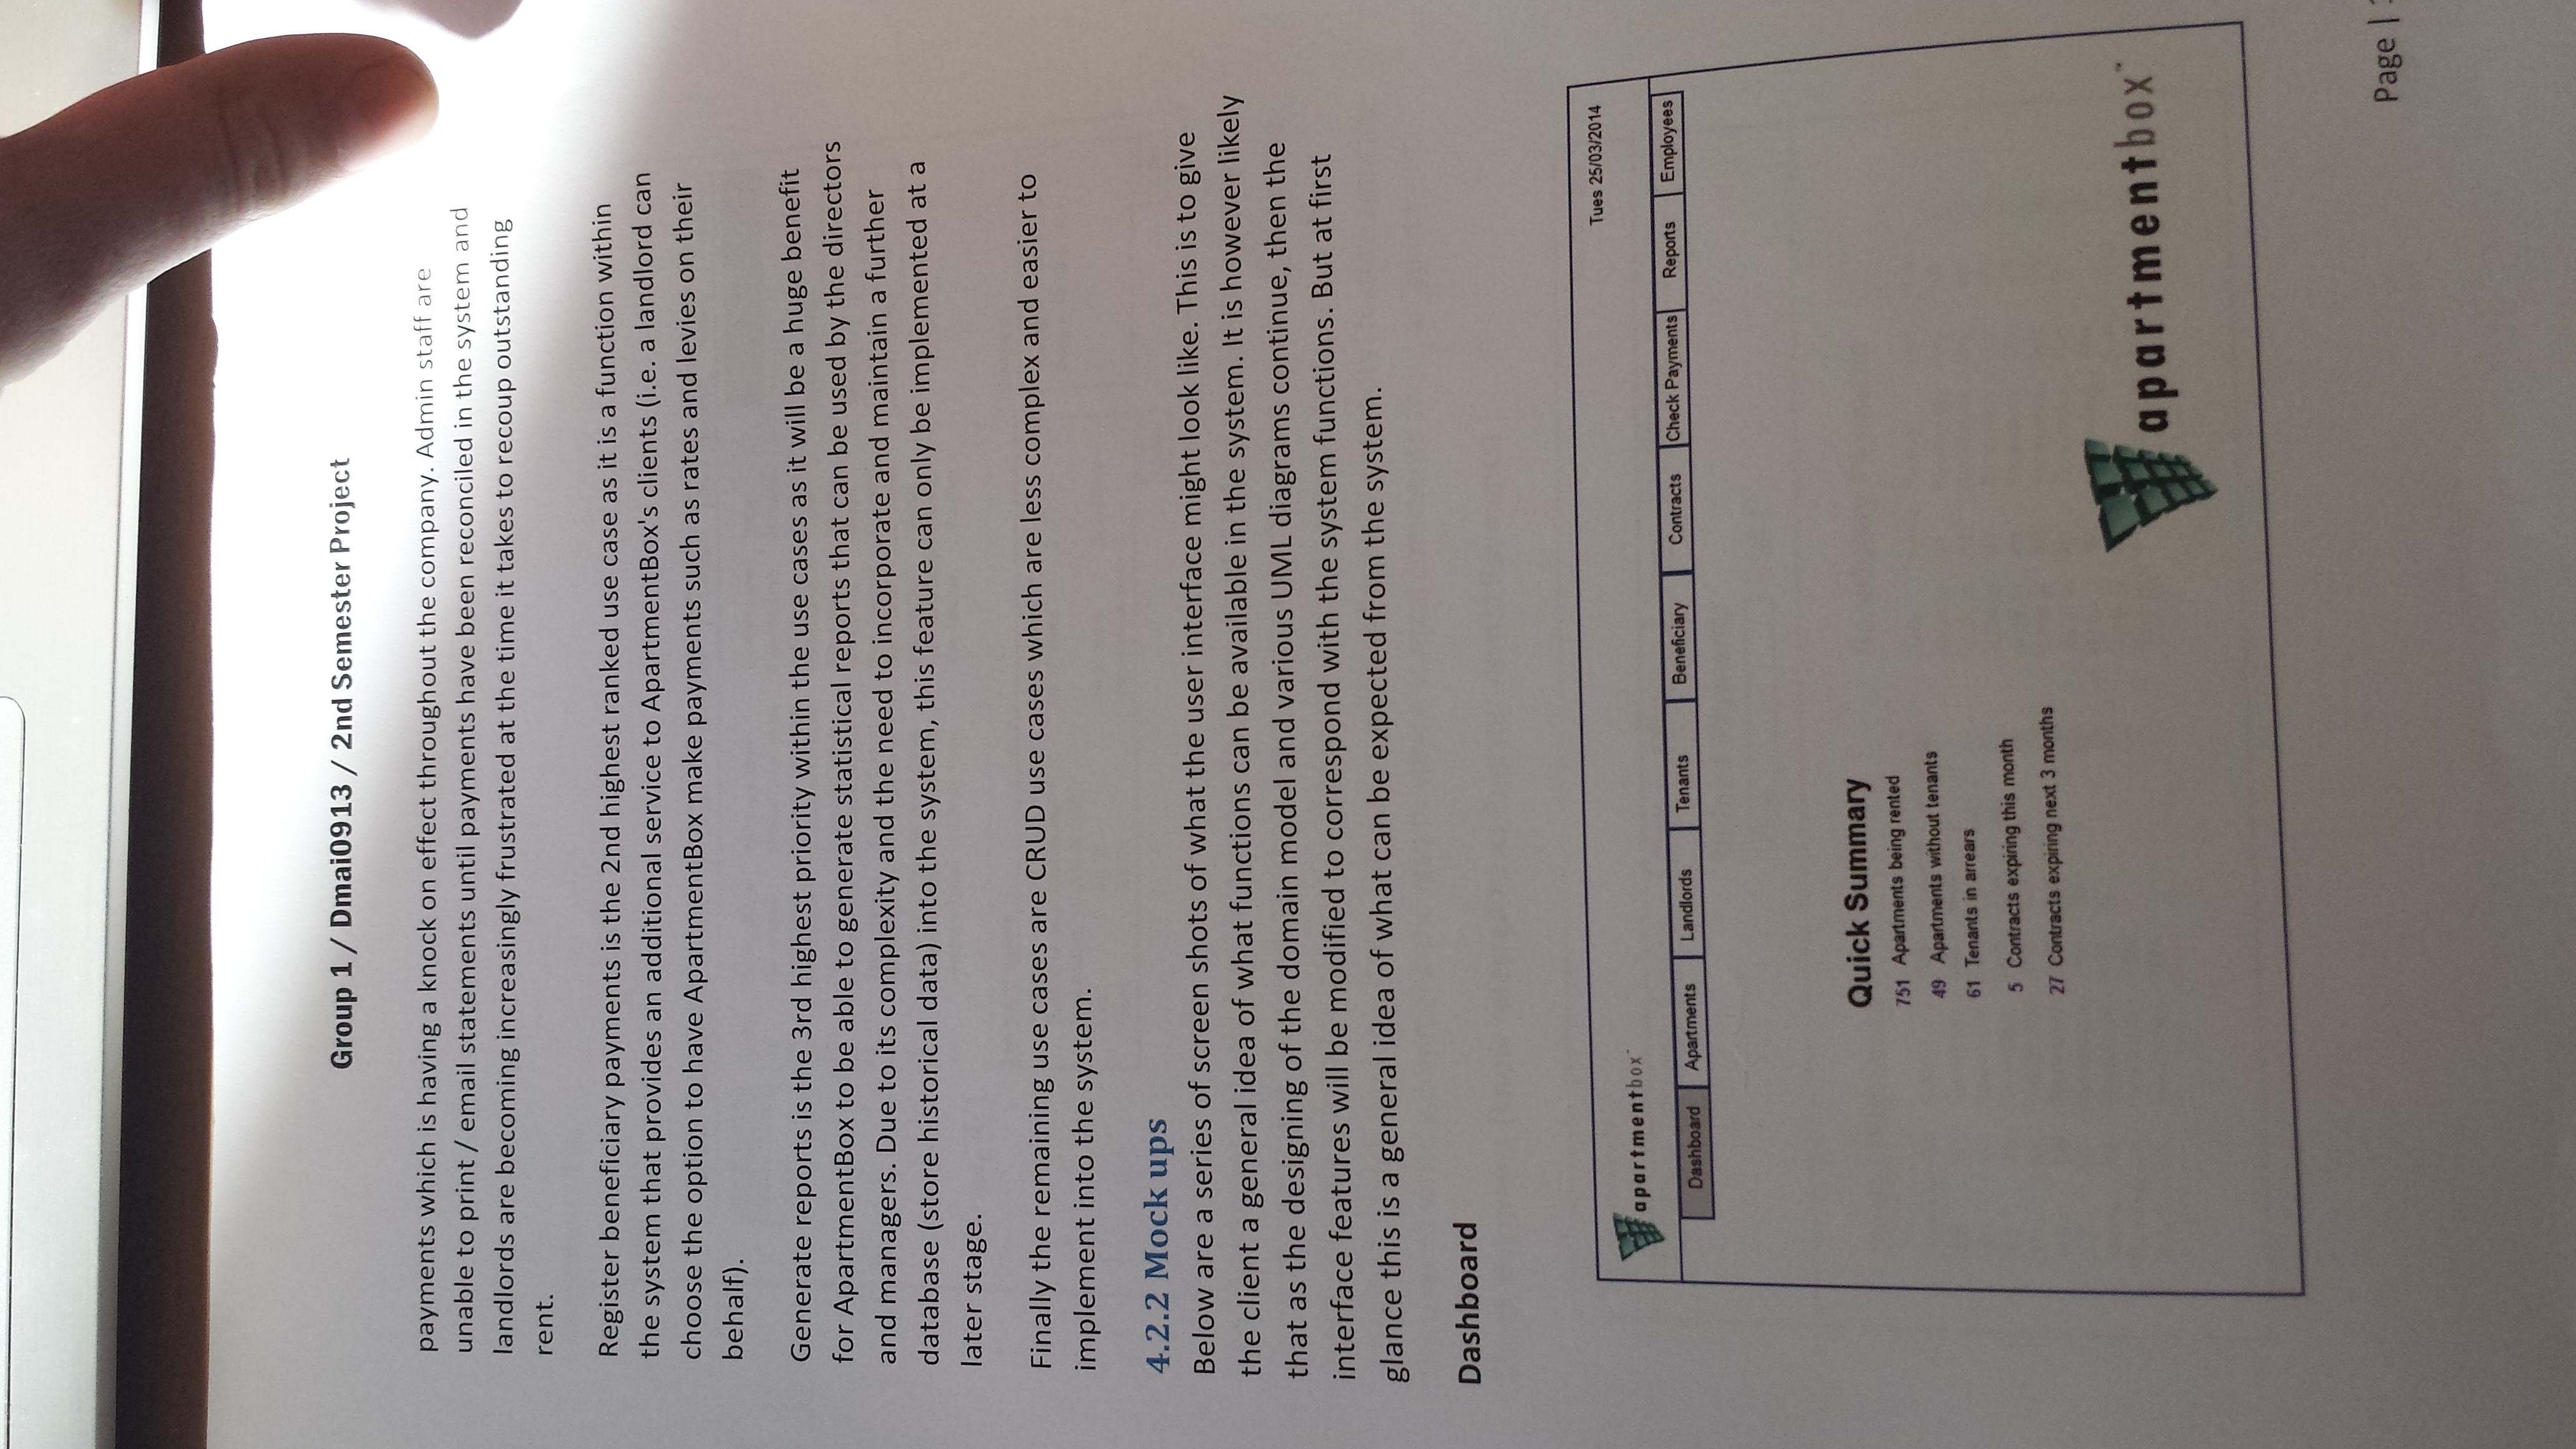 Group 1 / Dmai0913 / 2nd Semester Project
payments which is having a knock on effect throughout the company. Admin staff are
unable to print / email statements until payments have been reconciled in the system and
landlords are becoming increasingly frustrated at the time it takes to recoup outstanding
rent.
Register beneficiary payments is the 2nd highest ranked use case as it is a function within
the system that provides an additional service to ApartmentBox's clients (i.e. a landlord can
choose the option to have ApartmentBox make payments such as rates and levies on their
behalf).
Generate reports is the 3rd highest priority within the use cases as it will be a huge benefit
for ApartmentBox to be able to generate statistical reports that can be used by the directors
and managers. Due to its complexity and the need to incorporate and maintain a further
database (store historical data) into the system, this feature can only be implemented at a
later stage.
Finally the remaining use cases are CRUD use cases which are less complex and easier to
implement into the system.
4.2.2 Mock ups
Below are a series of screen shots of what the user interface might look like. This is to give
the client a general idea of what functions can be available in the system. It is however likely
that as the designing of the domain model and various UML diagrams continue, then the
interface features will be modified to correspond with the system functions. But at first
glance this is a general idea of what can be expected from the system.
Dashboard
Tues 25/03/2014
apartmentbox™
Dashboard Apartments Landlords Tenants Beneficiary Contracts Check Payments Reports Employees
Quick Summary
751 Apartments being rented
49 Apartments without tenants
61 Tenants in arrears
5 Contracts expiring this month
27 Contracts expiring next 3 months
apartmentbox™
Page |